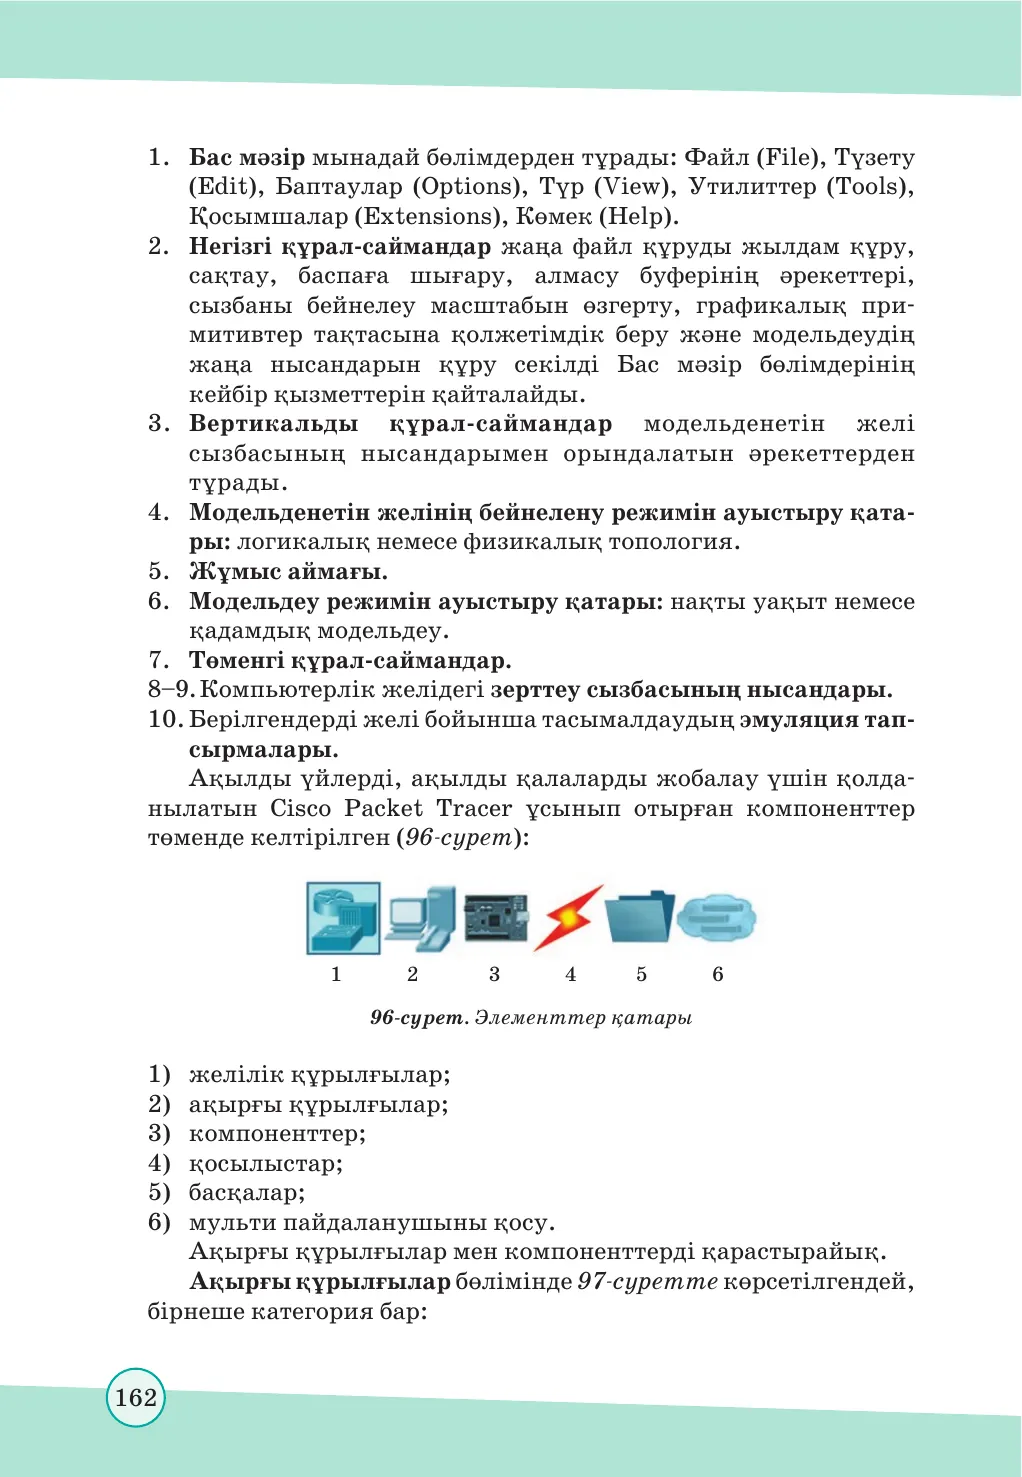 1. Бас мәзір мынадай бөлімдерден тұрады: Файл (File), Түзету
(Edit), Баптаулар (Options), Түр (View), Утилиттер (Tools),
Қосымшалар (Extensions), Көмек (Help).
2. Негізгі құрал-саймандар жаңа файл құруды жылдам құру,
сақтау, баспаға шығару, алмасу буферінің әрекеттері,
сызбаны бейнелеу масштабын өзгерту, графикалық при-
митивтер тақтасына қолжетімдік беру және модельдеудің
жаңа нысандарын құру секілді Бас мәзір бөлімдерінің
кейбір қызметтерін қайталайды.
3. Вертикальды құрал-саймандар модельденетін желі
сызбасының нысандарымен орындалатын әрекеттерден
тұрады.
4. Модельденетін желінің бейнелену режимін ауыстыру қата-
ры: логикалық немесе физикалық топология.
5. Жұмыс аймағы.
6. Модельдеу режимін ауыстыру қатары: нақты уақыт немесе
қадамдық модельдеу.
7. Төменгі құрал-саймандар.
8–9. Компьютерлік желідегі зерттеу сызбасының нысандары.
10. Берілгендерді желі бойынша тасымалдаудың эмуляция тап-
сырмалары.
Ақылды үйлерді, ақылды қалаларды жобалау үшін қолда-
нылатын Cisco Packet Tracer ұсынып отырған компоненттер
төменде келтірілген (96-сурет):
1 2 3 4 5 6
96-сурет. Элементтер қатары
1) желілік құрылғылар;
2) ақырғы құрылғылар;
3) компоненттер;
4) қосылыстар;
5) басқалар;
6) мульти пайдаланушыны қосу.
Ақырғы құрылғылар мен компоненттерді қарастырайық.
Ақырғы құрылғылар бөлімінде 97-суретте көрсетілгендей,
бірнеше категория бар:
162